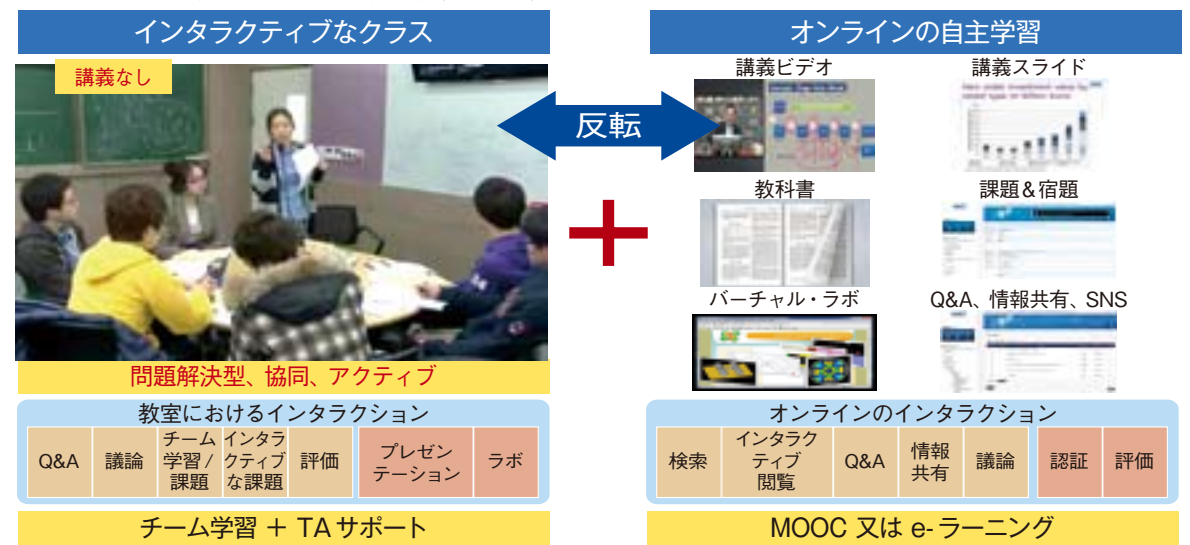 インタラクティブなクラス
講義なし
問題解決型、協同、アクティブ
教室におけるインタラクション
Q&A
議論
チーム
学習 /
課題
インタラ
クティブ
な課題
評価
プレゼン
テーション
ラボ
チーム学習 + TA サポート
反転
オンラインの自主学習
講義ビデオ
講義スライド
教科書
課題&宿題
バーチャル・ラボ
Q&A、情報共有、SNS
オンラインのインタラクション
検索
インタラク
ティブ
閲覧
Q&A
情報
共有
議論
認証
評価
MOOC 又は e- ラーニング